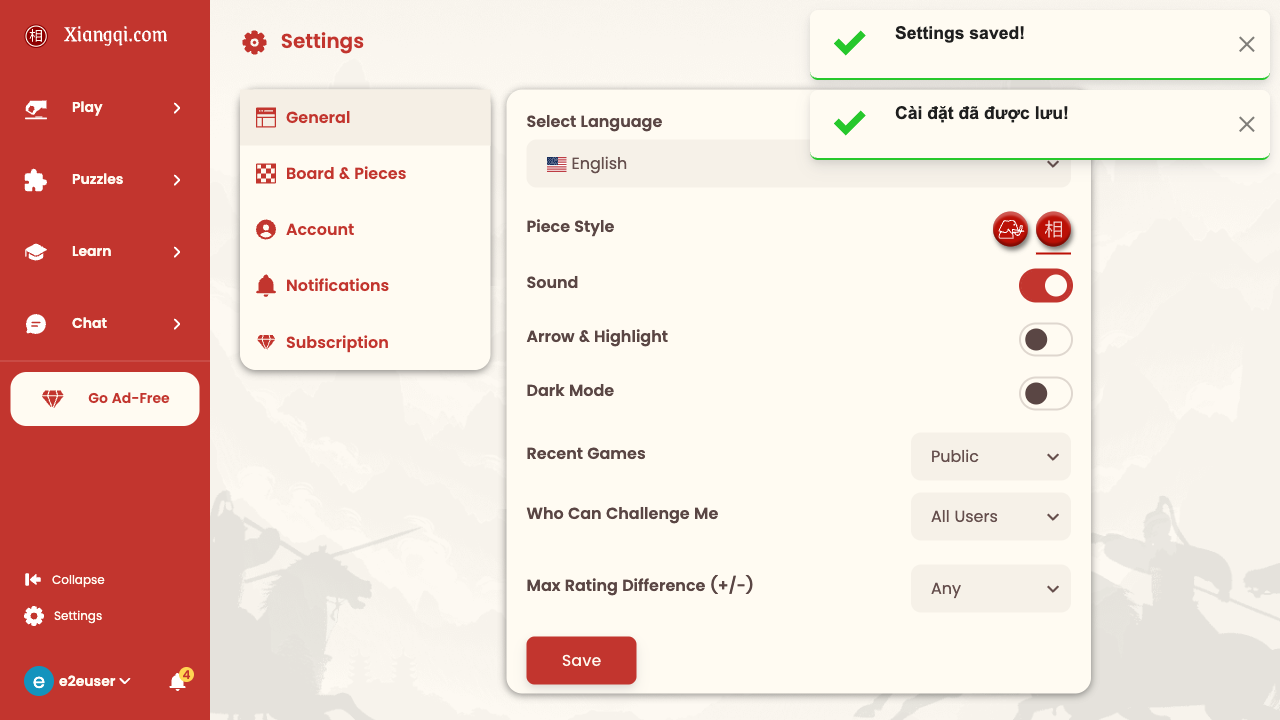 相 Xiangqi.com
Play
Puzzles
Learn
Chat
Go Ad-Free
Collapse
Settings
e
e2euser
4
Settings
General
Board & Pieces
Account
Notifications
Subscription
Select Language
English
Piece Style
相
Sound
Arrow & Highlight
Dark Mode
Recent Games
Public
Who Can Challenge Me
All Users
Max Rating Difference (+/-)
Any
Save
Settings saved!
Cài đặt đã được lưu!